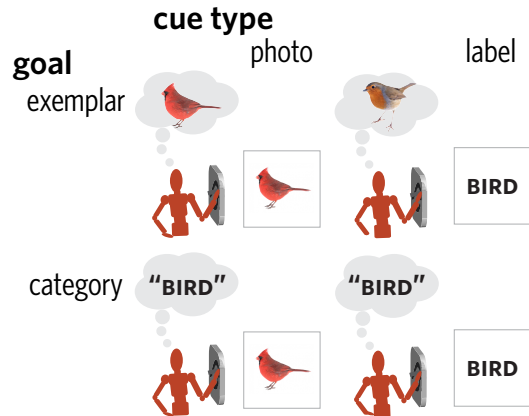 cue type
goal
photo
label
exemplar
BIRD
category
“BIRD”
“BIRD”
BIRD